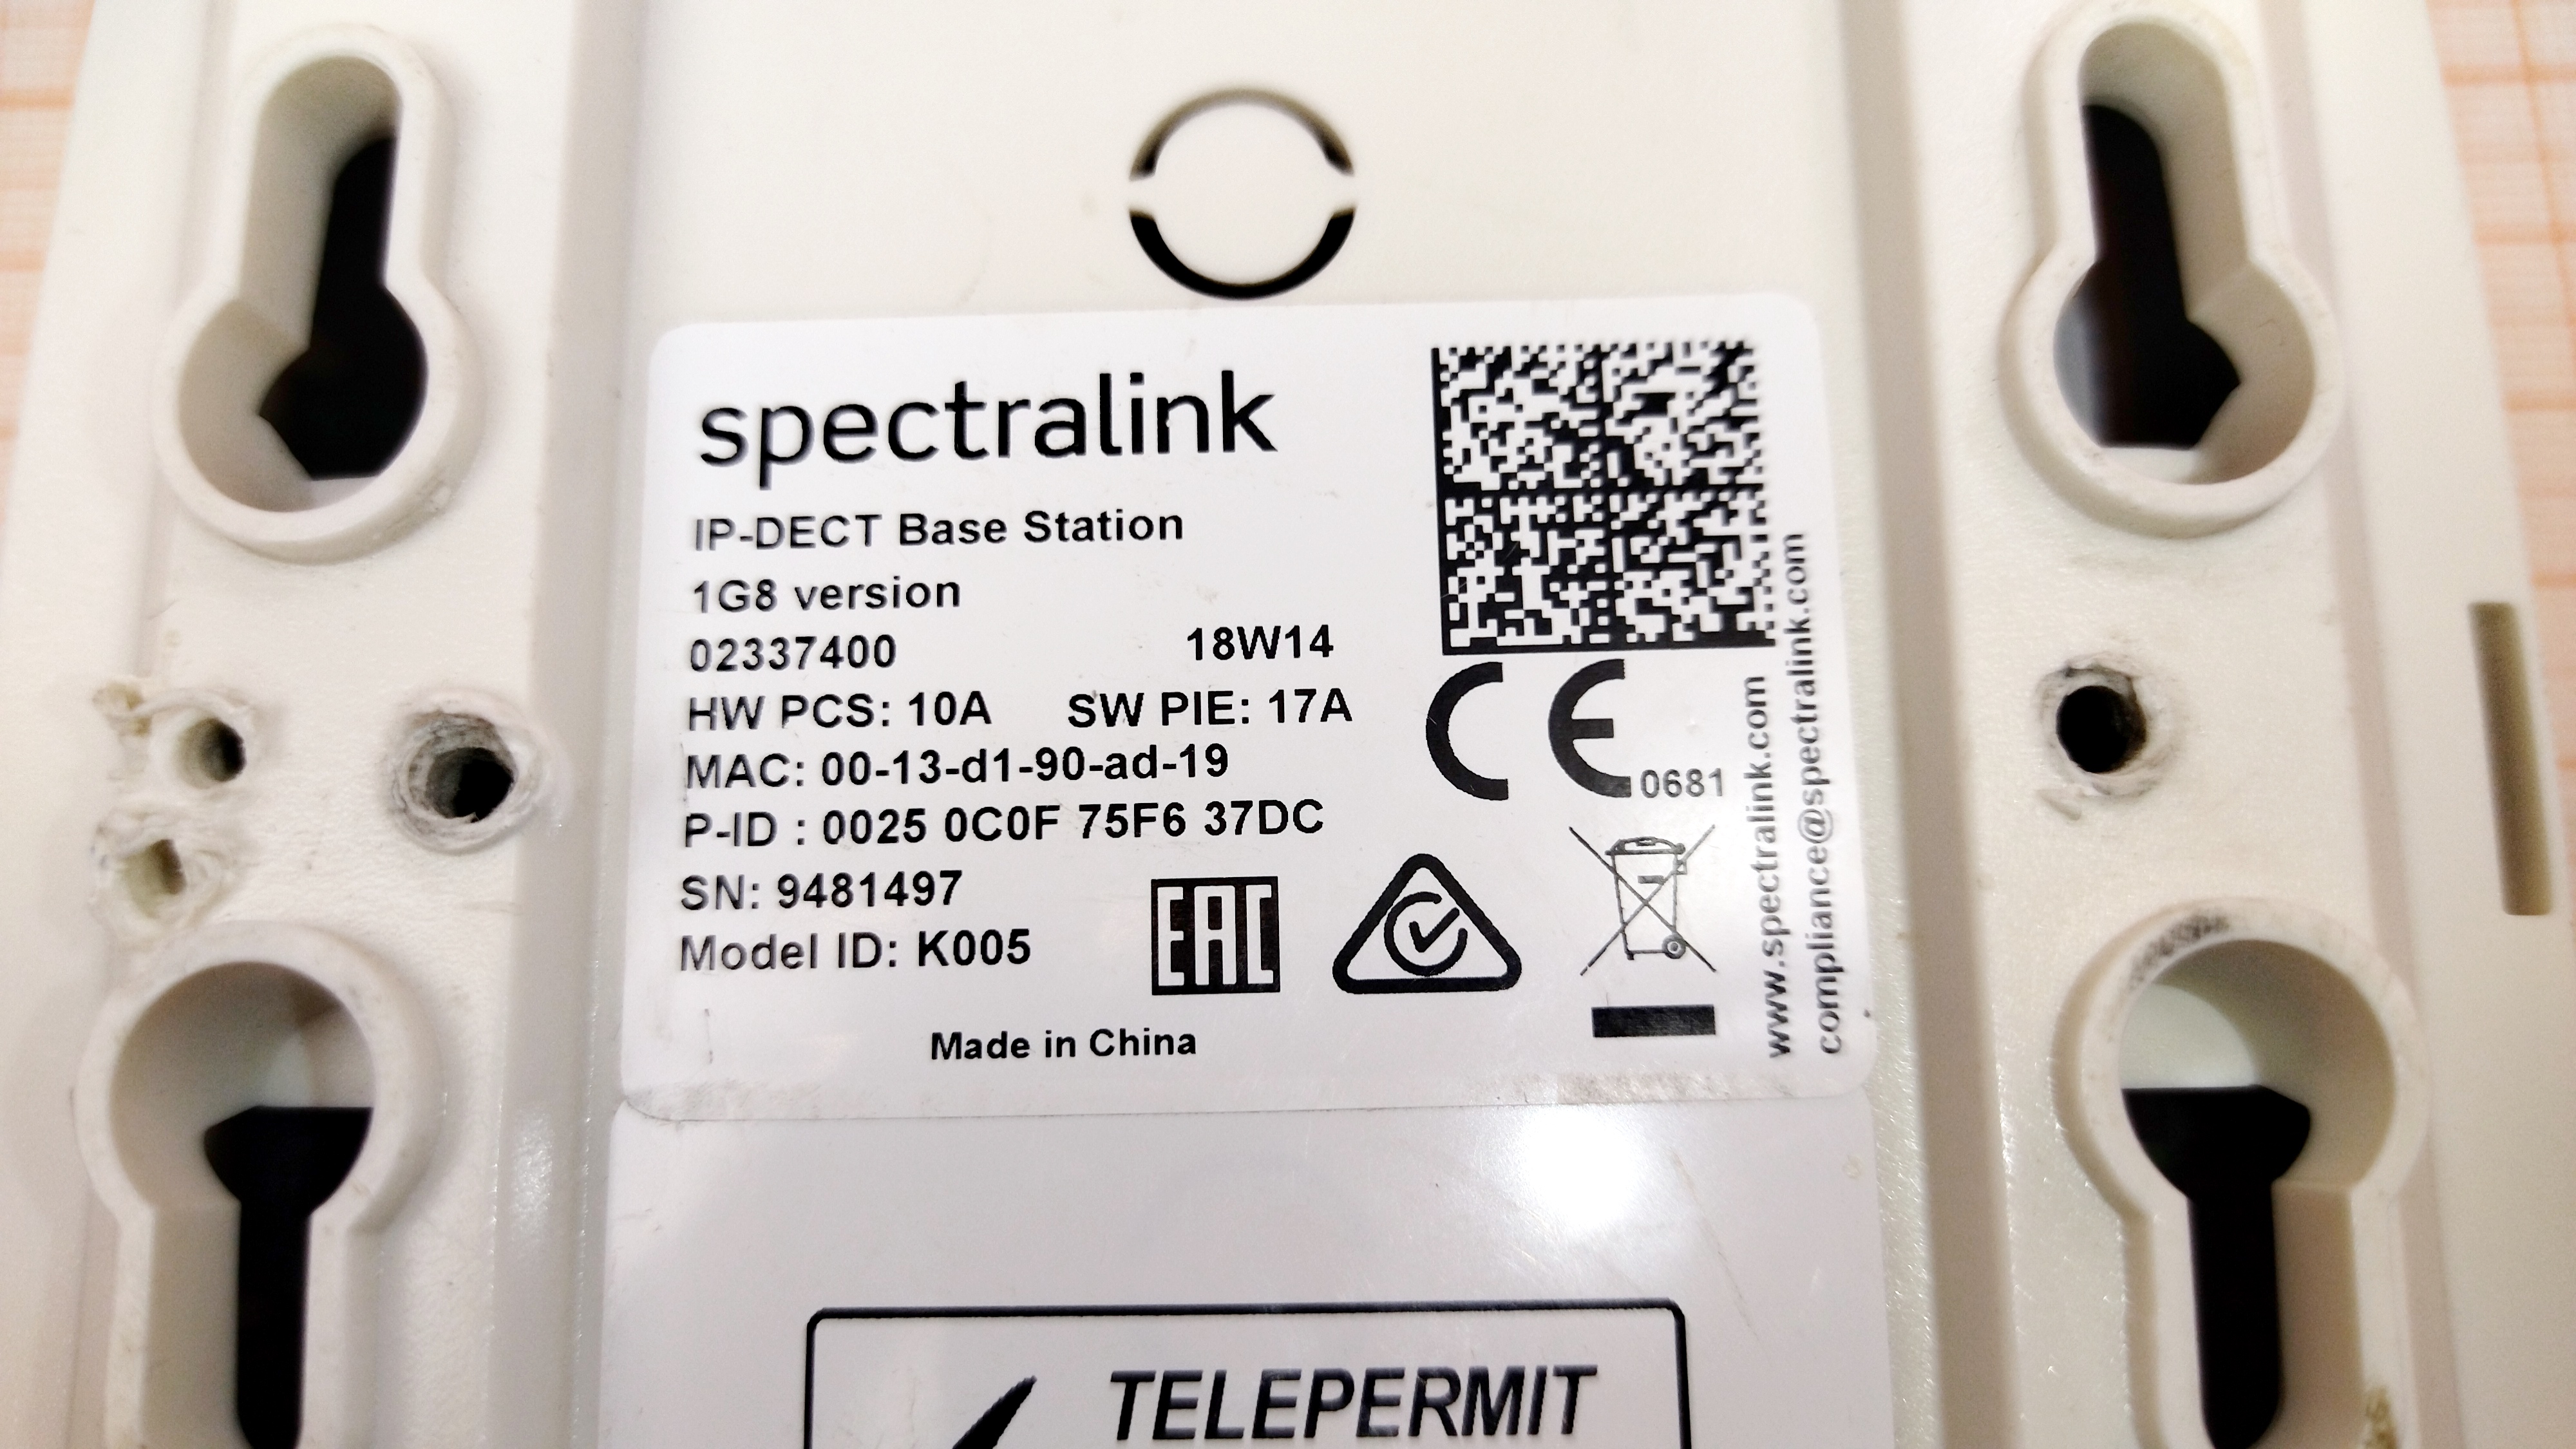 spectralink
IP-DECT Base Station
1G8 version
02337400 18W14
HW PCS: 10A SW PIE: 17A
MAC: 00-13-d1-90-ad-19
P-ID : 0025 0C0F 75F6 37DC
SN: 9481497
Model ID: K005
CE 0681
EAC
Made in China
www.spectralink.com
compliance@spectralink.com
TELEPERMIT